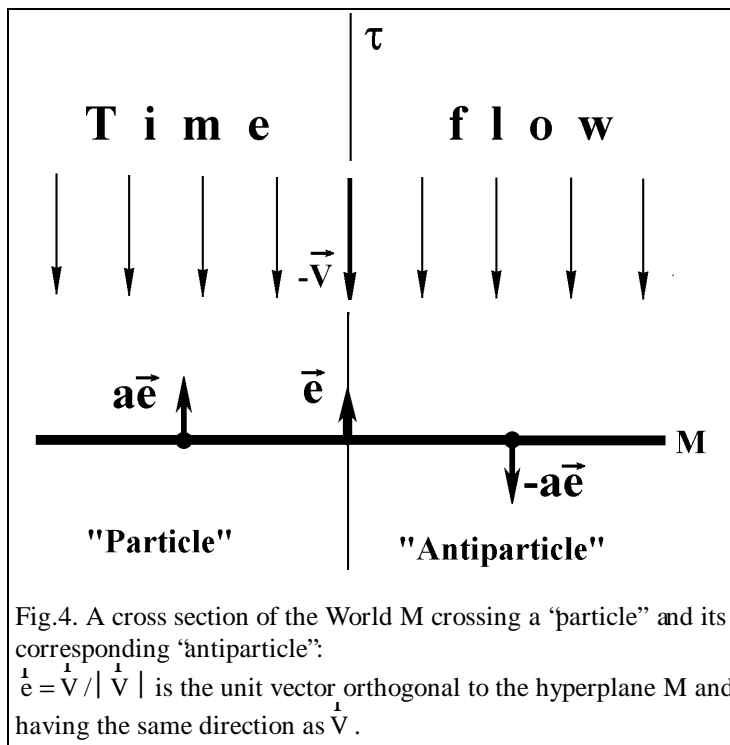 τ
T i m e f l o w
-V⃗
ae⃗ e⃗
M
-ae⃗
"Particle" "Antiparticle"
Fig.4. A cross section of the World M crossing a “particle” and its
corresponding “antiparticle”:
e⃗ = V⃗ /| V⃗ | is the unit vector orthogonal to the hyperplane M and
having the same direction as V⃗ .